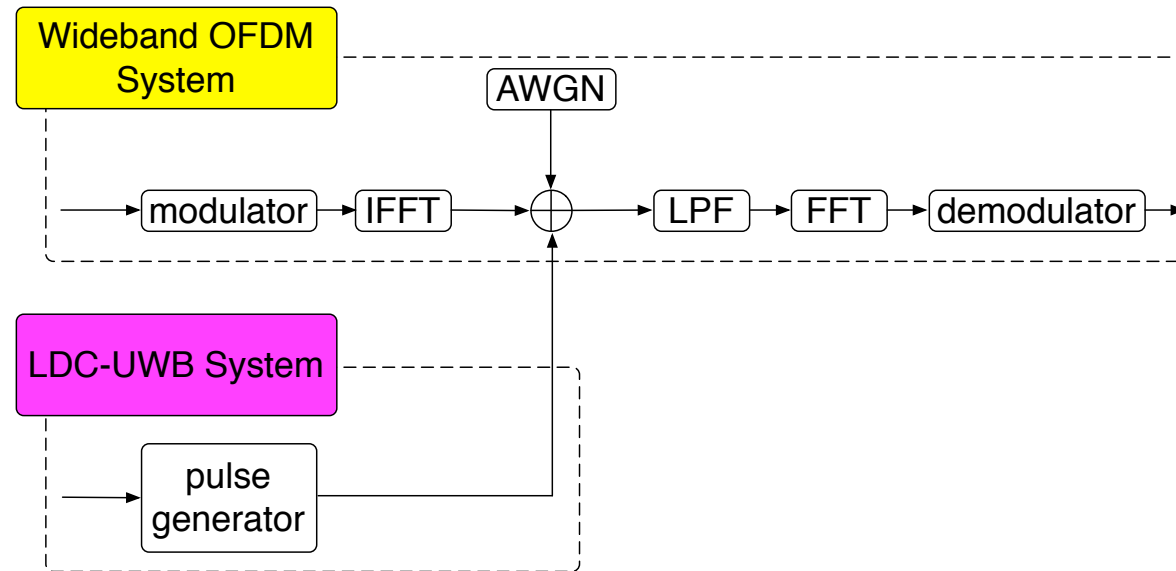 Wideband OFDM
System
AWGN
modulator
IFFT
LPF
FFT
demodulator
LDC-UWB System
pulse
generator